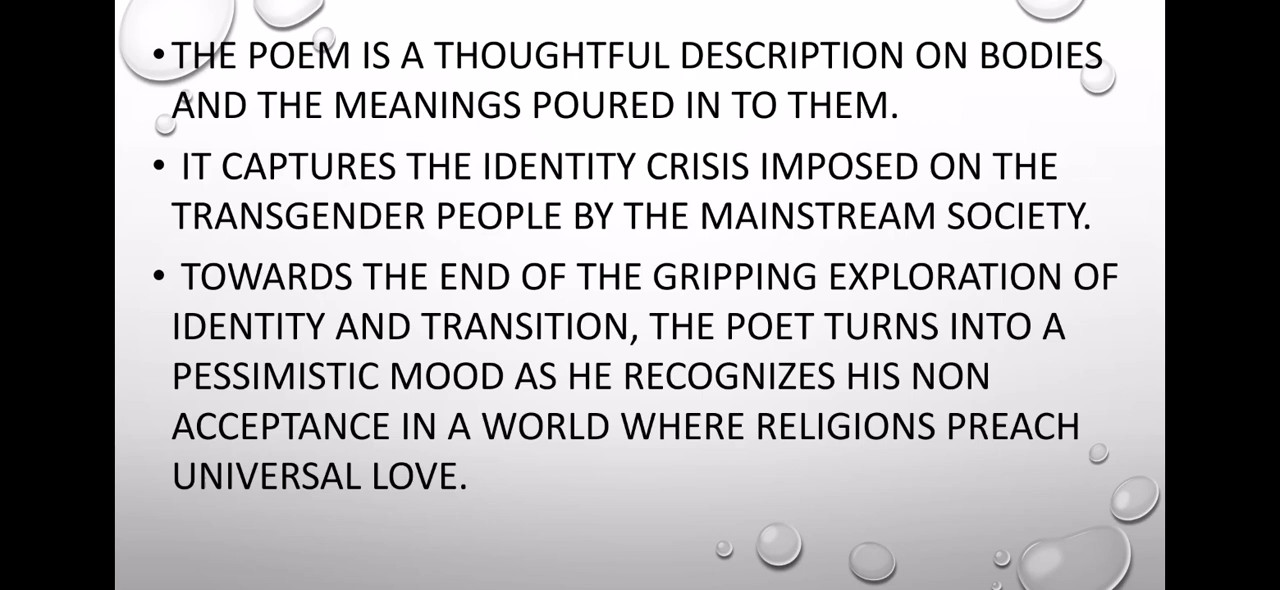 • THE POEM IS A THOUGHTFUL DESCRIPTION ON BODIES
AND THE MEANINGS POURED IN TO THEM.
• IT CAPTURES THE IDENTITY CRISIS IMPOSED ON THE
TRANSGENDER PEOPLE BY THE MAINSTREAM SOCIETY.
• TOWARDS THE END OF THE GRIPPING EXPLORATION OF
IDENTITY AND TRANSITION, THE POET TURNS INTO A
PESSIMISTIC MOOD AS HE RECOGNIZES HIS NON
ACCEPTANCE IN A WORLD WHERE RELIGIONS PREACH
UNIVERSAL LOVE.